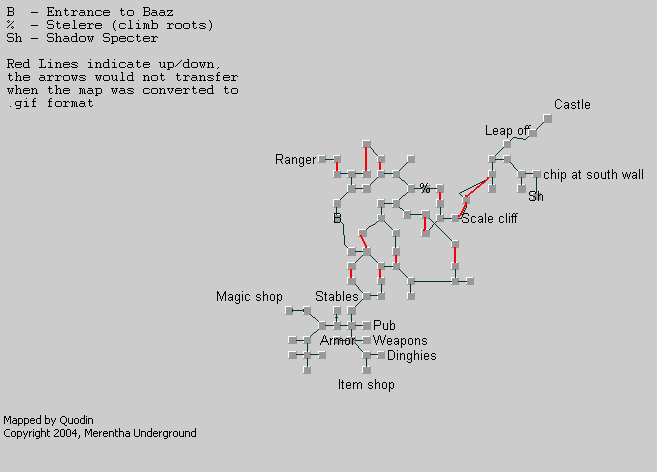 B - Entrance to Baaz
% - Stelere (climb roots)
Sh - Shadow Specter
Red Lines indicate up/down,
the arrows would not transfer
when the map was converted to
.gif format
Castle
Leap off
Ranger
chip at south wall
%
Sh
B
Scale cliff
Magic shop
Stables
Pub
Armor
Weapons
Dinghies
Item shop
Mapped by Quodin
Copyright 2004, Merentha Underground